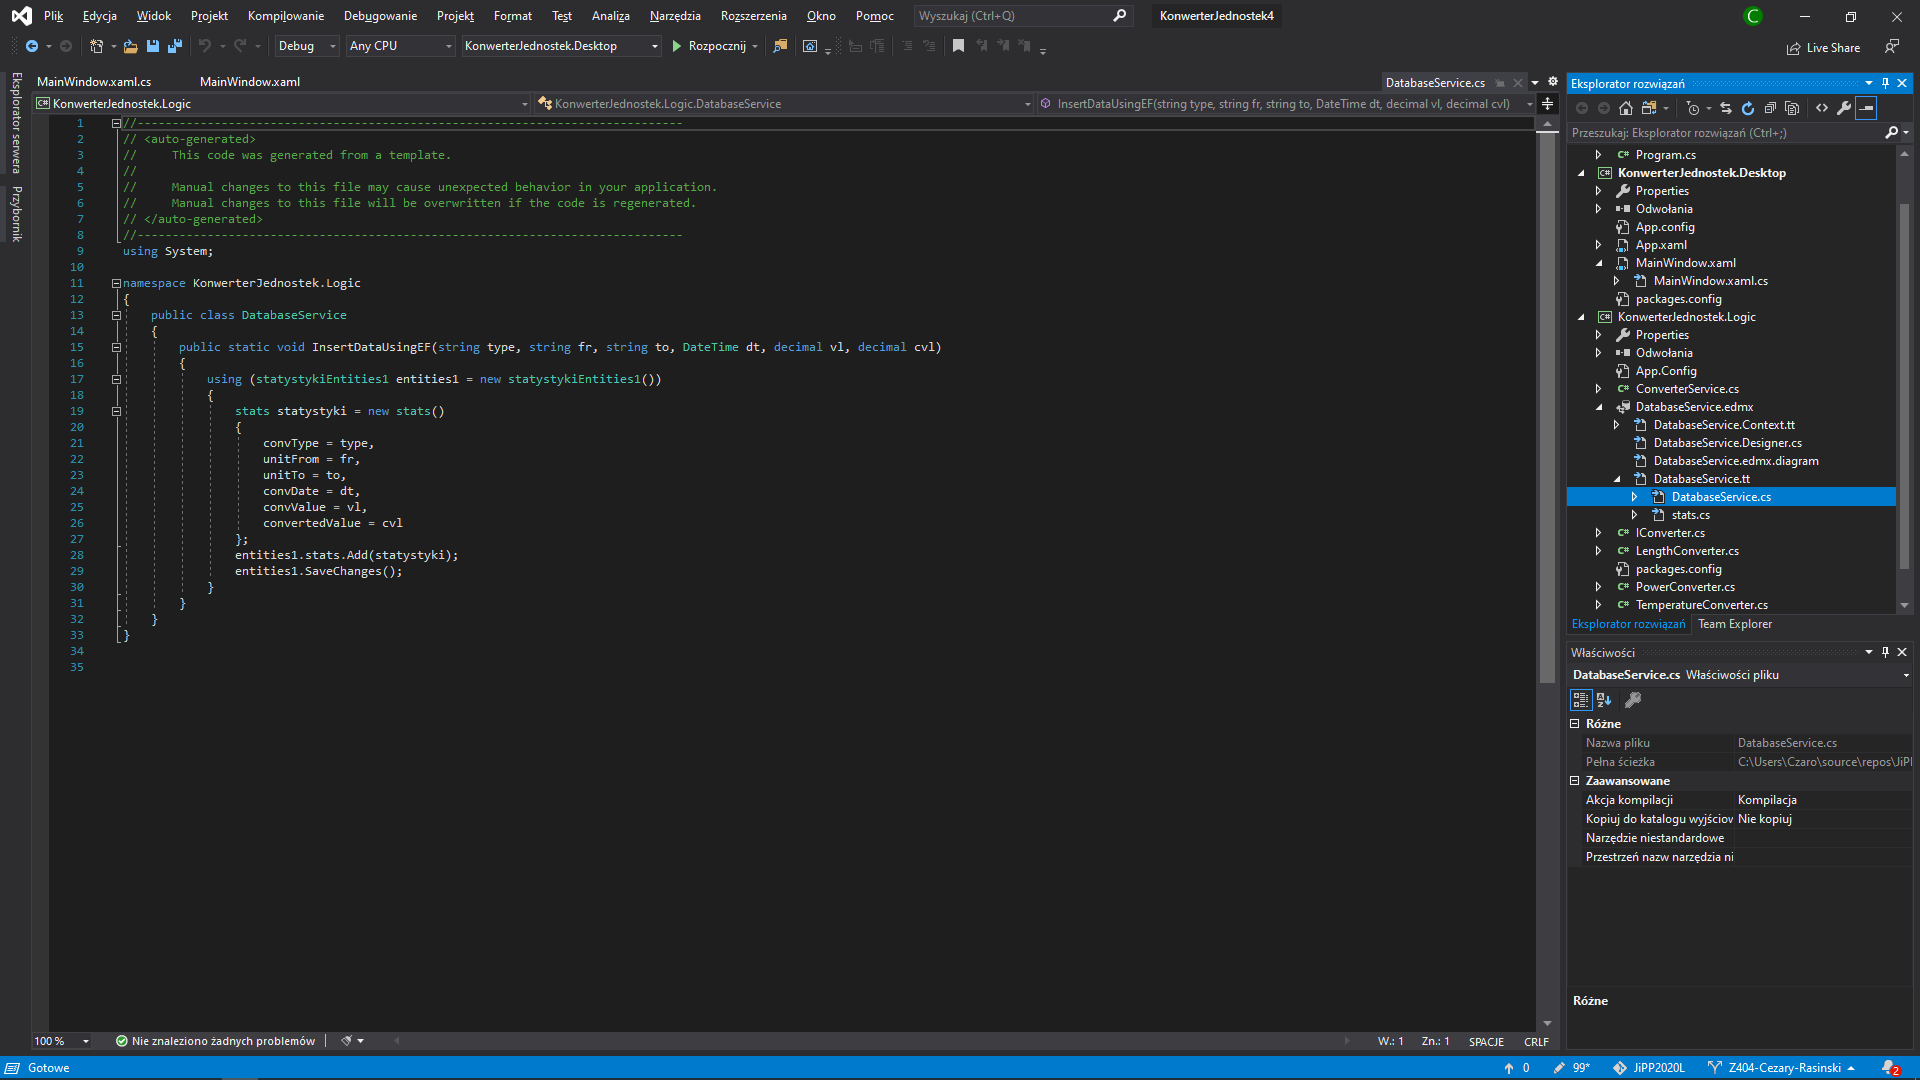 Plik Edycja Widok Projekt Kompilowanie Debugowanie Projekt Format Test Analiza Narzędzia Rozszerzenia Okno Pomoc Wyszukaj (Ctrl+Q) KonwerterJednostek4 C
Debug Any CPU KonwerterJednostek.Desktop Rozpocznij Live Share
Eksplorator serwera
Przybornik
MainWindow.xaml.cs MainWindow.xaml DatabaseService.cs
KonwerterJednostek.Logic KonwerterJednostek.Logic.DatabaseService InsertDataUsingEF(string type, string fr, string to, DateTime dt, decimal vl, decimal cvl)
1 //------------------------------------------------------------------------------
2 // <auto-generated>
3 //     This code was generated from a template.
4 //
5 //     Manual changes to this file may cause unexpected behavior in your application.
6 //     Manual changes to this file will be overwritten if the code is regenerated.
7 // </auto-generated>
8 //------------------------------------------------------------------------------
9 using System;
10
11 namespace KonwerterJednostek.Logic
12 {
13     public class DatabaseService
14     {
15         public static void InsertDataUsingEF(string type, string fr, string to, DateTime dt, decimal vl, decimal cvl)
16         {
17             using (statystykiEntities1 entities1 = new statystykiEntities1())
18             {
19                 stats statystyki = new stats()
20                 {
21                     convType = type,
22                     unitFrom = fr,
23                     unitTo = to,
24                     convDate = dt,
25                     convValue = vl,
26                     convertedValue = cvl
27                 };
28                 entities1.stats.Add(statystyki);
29                 entities1.SaveChanges();
30             }
31         }
32     }
33 }
34
35
100 % Nie znaleziono żadnych problemów W.: 1 Zn.: 1 SPACJE CRLF
Eksplorator rozwiązań
Przeszukaj: Eksplorator rozwiązań (Ctrl+;)
C# Program.cs
C# KonwerterJednostek.Desktop
Properties
Odwołania
App.config
App.xaml
MainWindow.xaml
MainWindow.xaml.cs
packages.config
C# KonwerterJednostek.Logic
Properties
Odwołania
App.Config
C# ConverterService.cs
DatabaseService.edmx
DatabaseService.Context.tt
DatabaseService.Designer.cs
DatabaseService.edmx.diagram
DatabaseService.tt
DatabaseService.cs
stats.cs
C# IConverter.cs
C# LengthConverter.cs
packages.config
C# PowerConverter.cs
C# TemperatureConverter.cs
Eksplorator rozwiązań Team Explorer
Właściwości
DatabaseService.cs Właściwości pliku
Różne
Nazwa pliku DatabaseService.cs
Pełna ścieżka C:\Users\Czaro\source\repos\JiPI
Zaawansowane
Akcja kompilacji Kompilacja
Kopiuj do katalogu wyjściow Nie kopiuj
Narzędzie niestandardowe
Przestrzeń nazw narzędzia ni
Różne
Gotowe 0 99* JiPP2020L Z404-Cezary-Rasinski 2